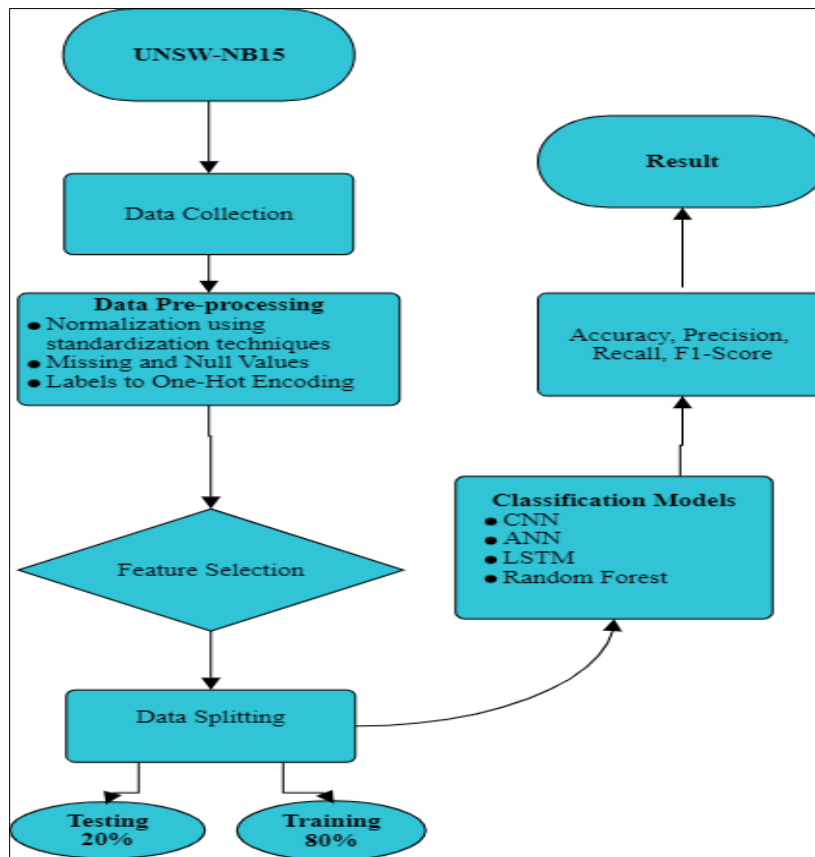 UNSW-NB15
Data Collection
Data Pre-processing
● Normalization using
standardization techniques
● Missing and Null Values
● Labels to One-Hot Encoding
Feature Selection
Data Splitting
Testing
20%
Training
80%
Classification Models
● CNN
● ANN
● LSTM
● Random Forest
Accuracy, Precision,
Recall, F1-Score
Result